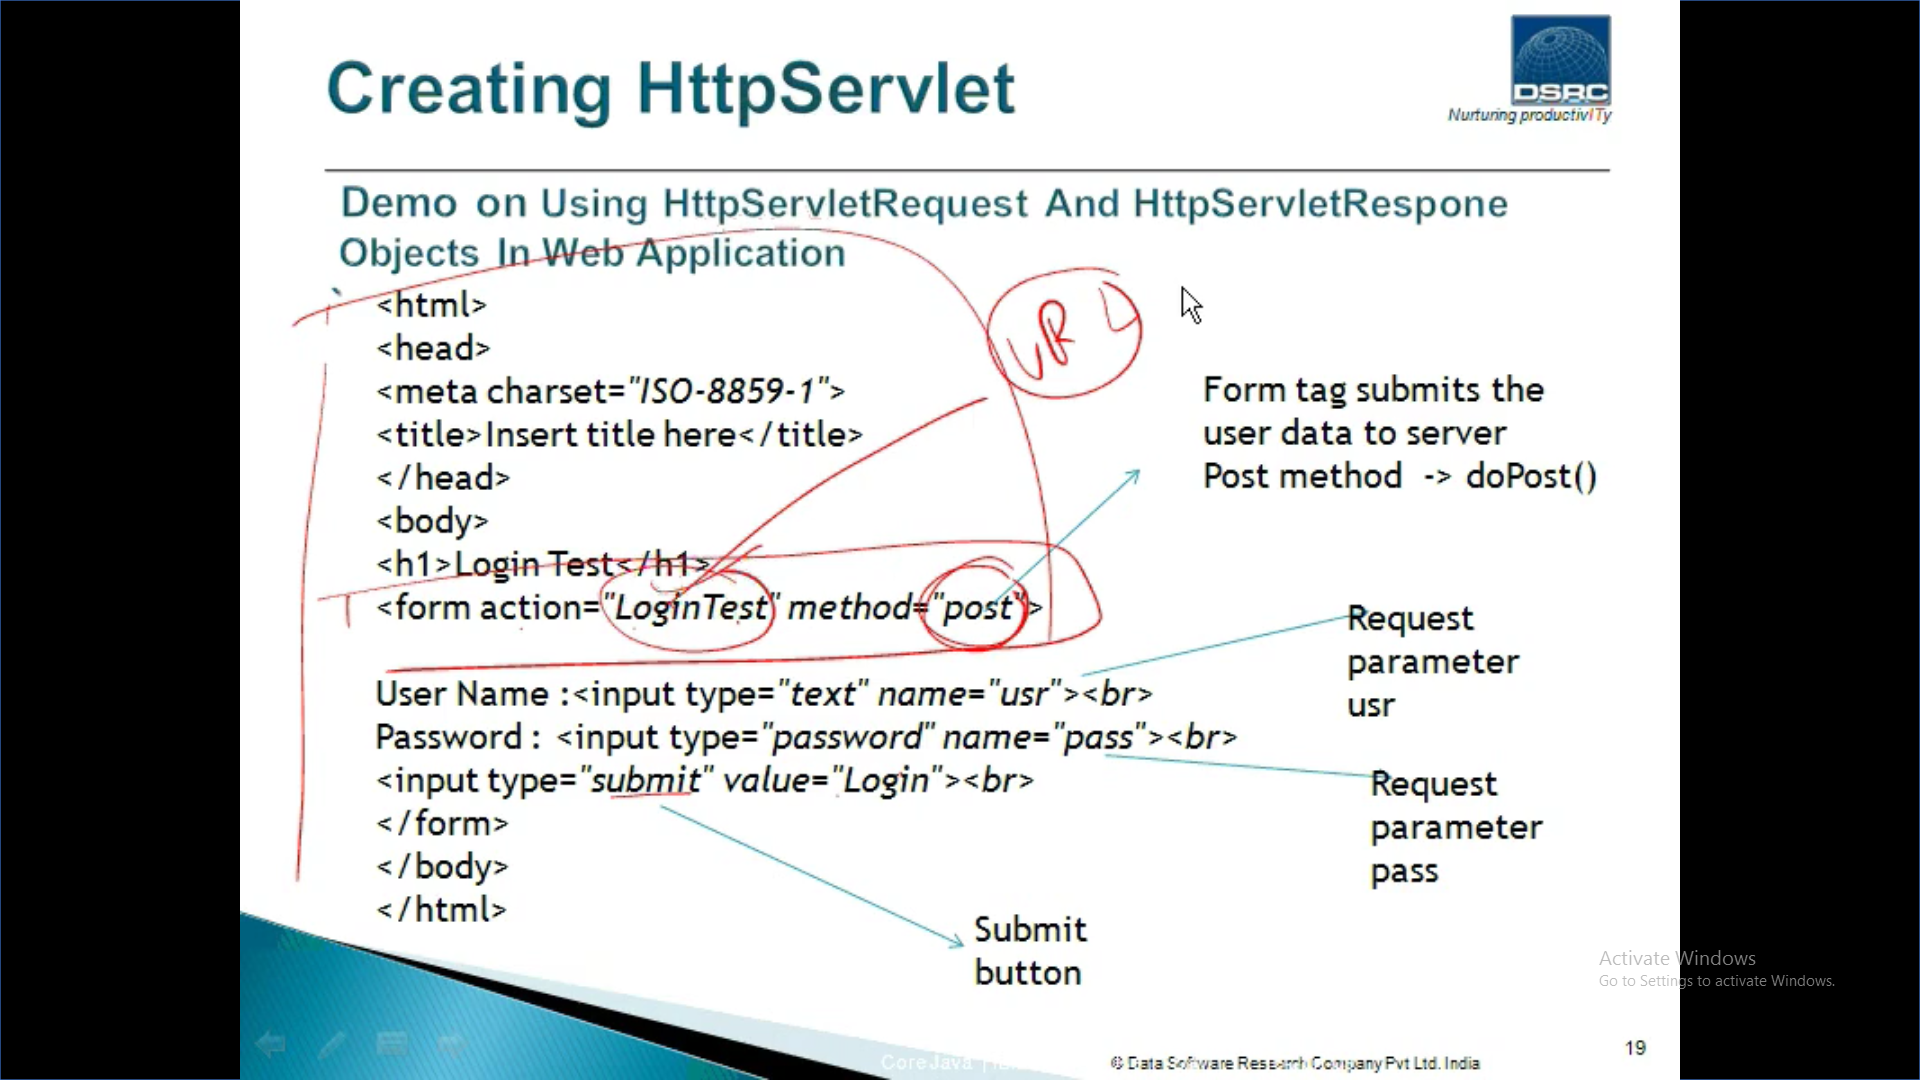 Creating HttpServlet
DSRC
Nurturing productivITy
Demo on Using HttpServletRequest And HttpServletRespone
Objects In Web Application
<html>
<head>
<meta charset="ISO-8859-1">
<title>Insert title here</title>
</head>
<body>
<h1>Login Test</h1>
<form action="LoginTest" method="post">
URL
Form tag submits the
user data to server
Post method -> doPost()
User Name :<input type="text" name="usr"><br>
Password : <input type="password" name="pass"><br>
<input type="submit" value="Login"><br>
</form>
</body>
</html>
Request
parameter
usr
Request
parameter
pass
Submit
button
Activate Windows
Go to Settings to activate Windows.
19
Core Java |
© Data Software Research Company Pvt Ltd. India